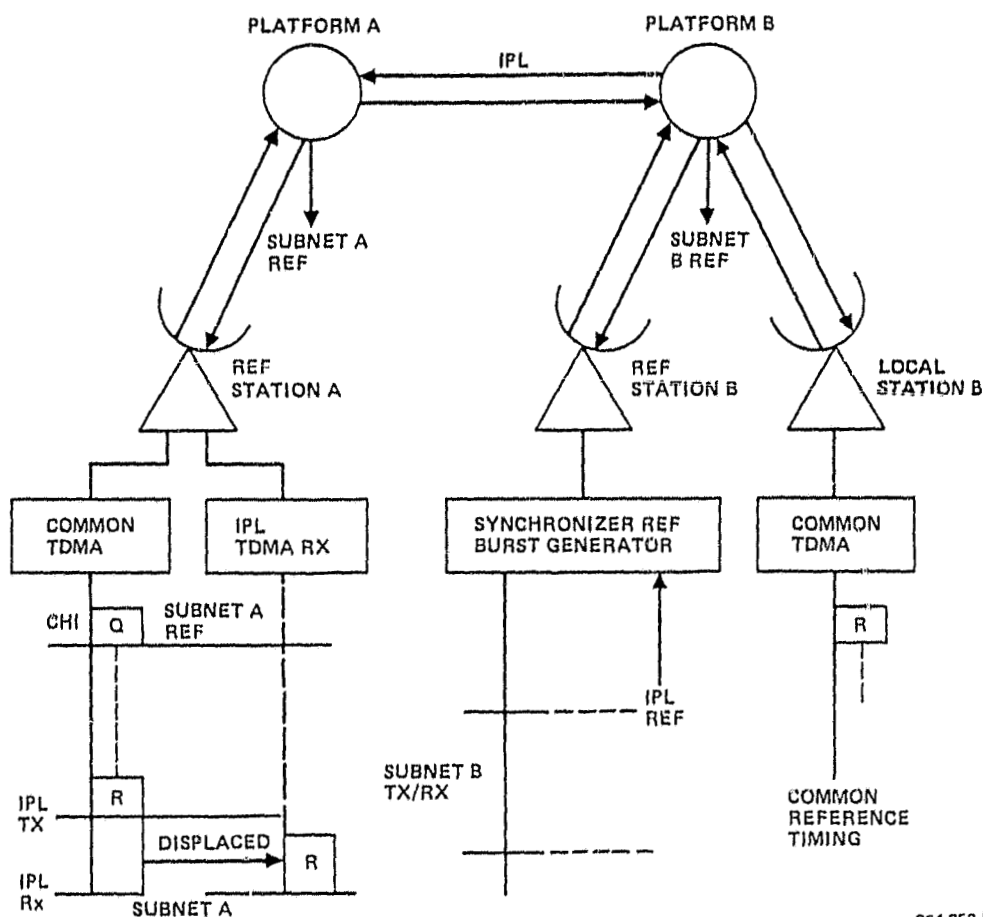 PLATFORM A
PLATFORM B
IPL
SUBNET A
REF
SUBNET
B REF
REF
STATION A
REF
STATION B
LOCAL
STATION B
COMMON
TDMA
IPL
TDMA RX
SYNCHRONIZER REF
BURST GENERATOR
COMMON
TDMA
CHI
Q
SUBNET A
REF
R
IPL
REF
IPL
TX
R
SUBNET B
TX/RX
COMMON
REFERENCE
TIMING
DISPLACED
R
IPL
Rx
SUBNET A